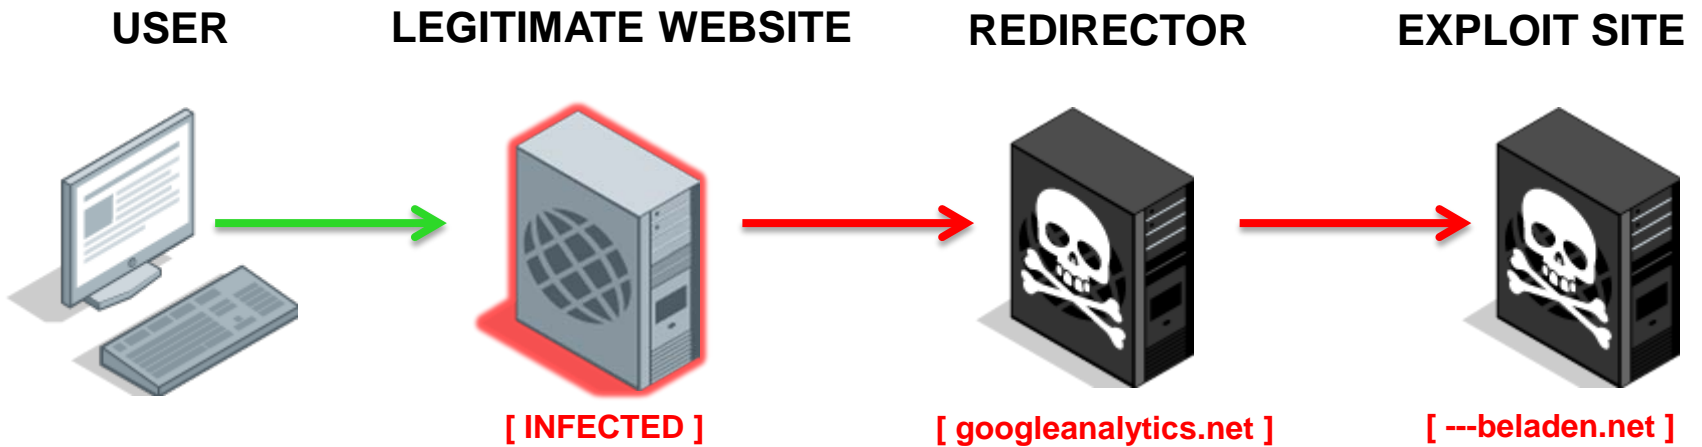 USER
LEGITIMATE WEBSITE
REDIRECTOR
EXPLOIT SITE
[ INFECTED ]
[ googleanalytics.net ]
[ ---beladen.net ]